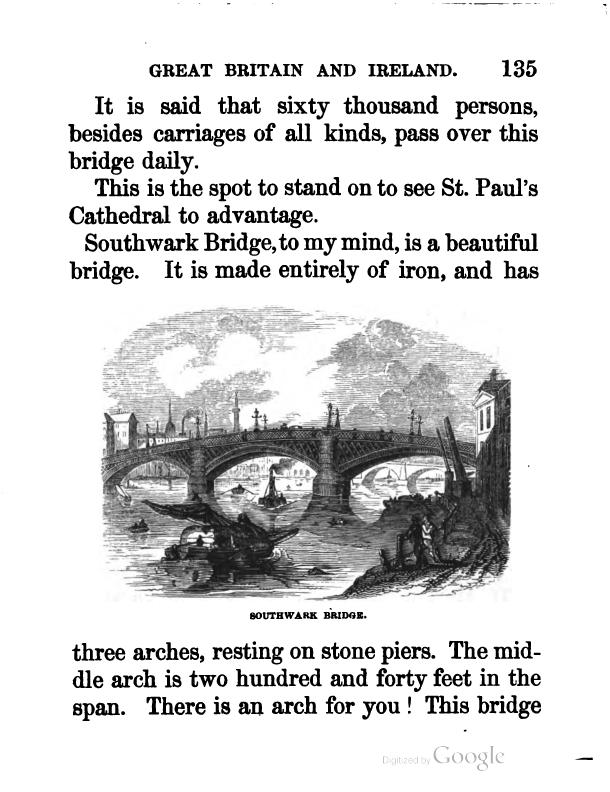 GREAT BRITAIN AND IRELAND. 135
It is said that sixty thousand persons,
besides carriages of all kinds, pass over this
bridge daily.
This is the spot to stand on to see St. Paul's
Cathedral to advantage.
Southwark Bridge, to my mind, is a beautiful
bridge. It is made entirely of iron, and has
SOUTHWARK BRIDGE.
three arches, resting on stone piers. The mid-
dle arch is two hundred and forty feet in the
span. There is an arch for you! This bridge
Digitized by Google